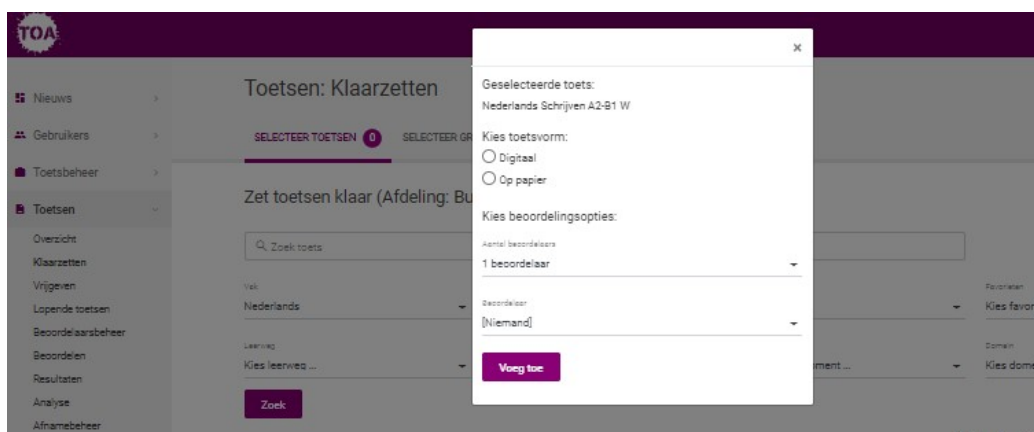 TOA
Nieuws
Gebruikers
Toetsbeheer
Toetsen
Overzicht
Klaarzetten
Vrijgeven
Lopende toetsen
Beoordelaarsbeheer
Beoordelen
Resultaten
Analyse
Afnamebeheer
Toetsen: Klaarzetten
SELECTEER TOETSEN 0
SELECTEER GR
Zet toetsen klaar (Afdeling: Bu
Zoek toets
Vak
Nederlands
Leerweg
Kies leerweg ...
Zoek
×
Geselecteerde toets:
Nederlands Schrijven A2-B1 W
Kies toetsvorm:
Digitaal
Op papier
Kies beoordelingsopties:
Aantal beoordelaars
1 beoordelaar
Beoordelaar
[Niemand]
Voeg toe
ment ...
Favorieten
Kies favor
Domein
Kies dome